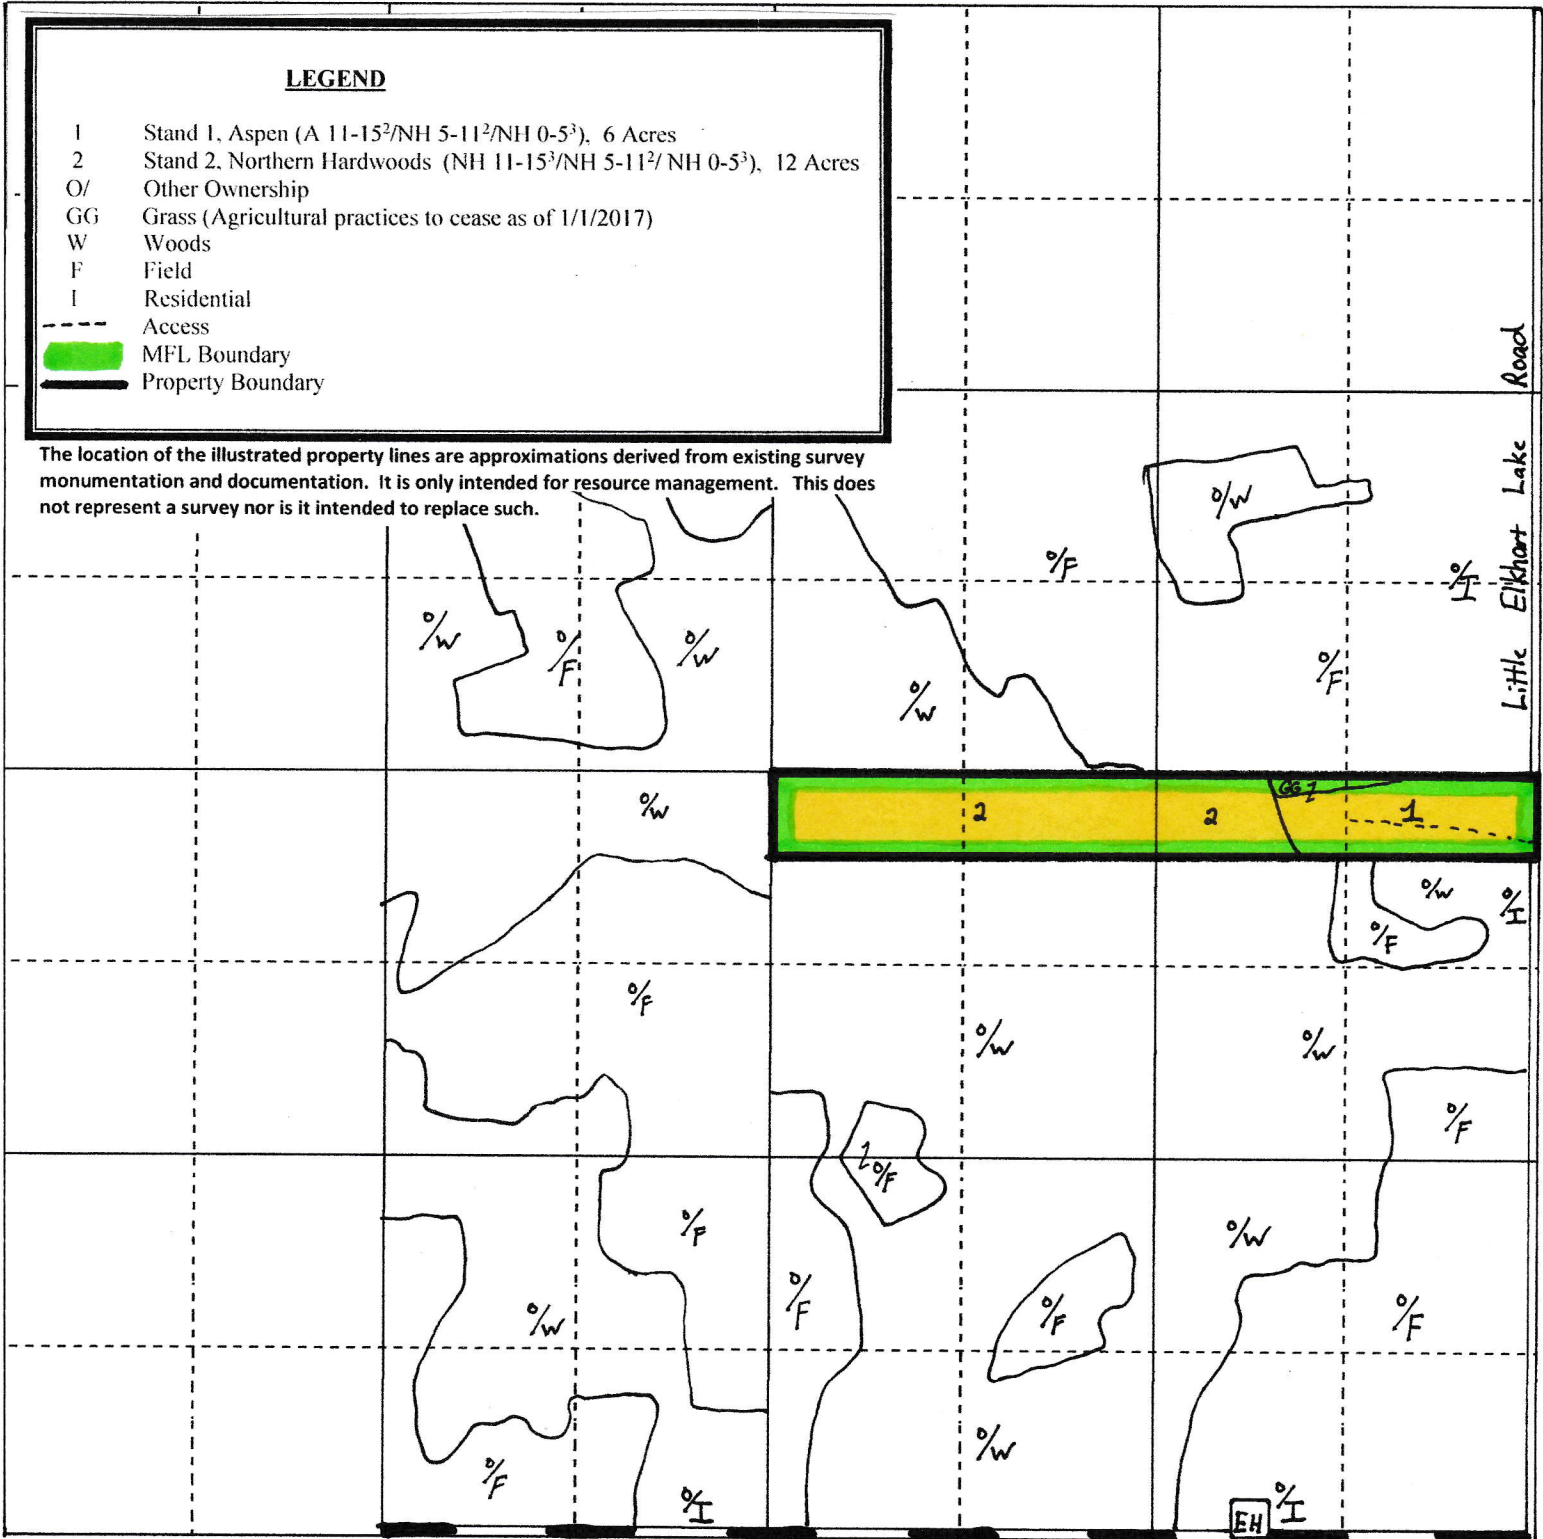 LEGEND
1 Stand 1, Aspen (A 11-15²/NH 5-11²/NH 0-5³), 6 Acres
2 Stand 2, Northern Hardwoods (NH 11-15³/NH 5-11²/ NH 0-5³), 12 Acres
O/ Other Ownership
GG Grass (Agricultural practices to cease as of 1/1/2017)
W Woods
F Field
I Residential
Access
MFL Boundary
Property Boundary
The location of the illustrated property lines are approximations derived from existing survey
monumentation and documentation. It is only intended for resource management. This does
not represent a survey nor is it intended to replace such.
Little Elkhart Lake Road
O/W
O/F
O/I
O/W
O/F
O/W
O/F
O/W
O/W
2
2
GG
1
O/W
O/I
O/F
O/F
O/W
O/W
O/F
O/F
O/F
O/W
O/F
O/F
O/F
O/W
O/W
O/F
O/I
O/I
EH